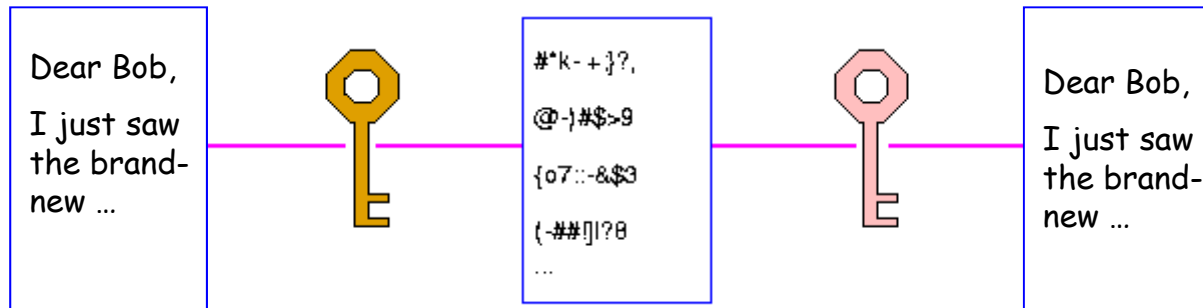 Dear Bob,
I just saw
the brand-
new …
#*k- +.}?,
@-)#$>9
{o7::-&$3
(-##!]|?8
...
Dear Bob,
I just saw
the brand-
new …